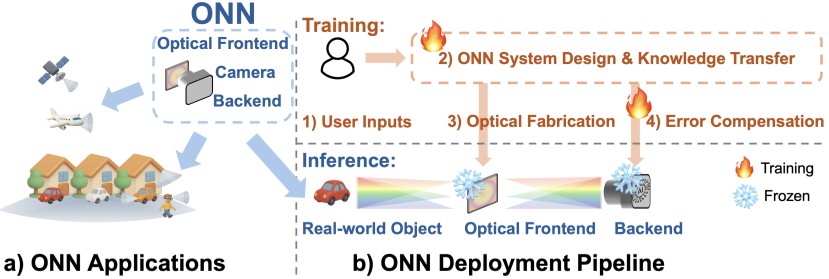 ONN
Optical Frontend
Camera
Backend
a) ONN Applications
Training:
2) ONN System Design & Knowledge Transfer
1) User Inputs
3) Optical Fabrication
4) Error Compensation
Inference:
Training
Frozen
Real-world Object
Optical Frontend
Backend
b) ONN Deployment Pipeline